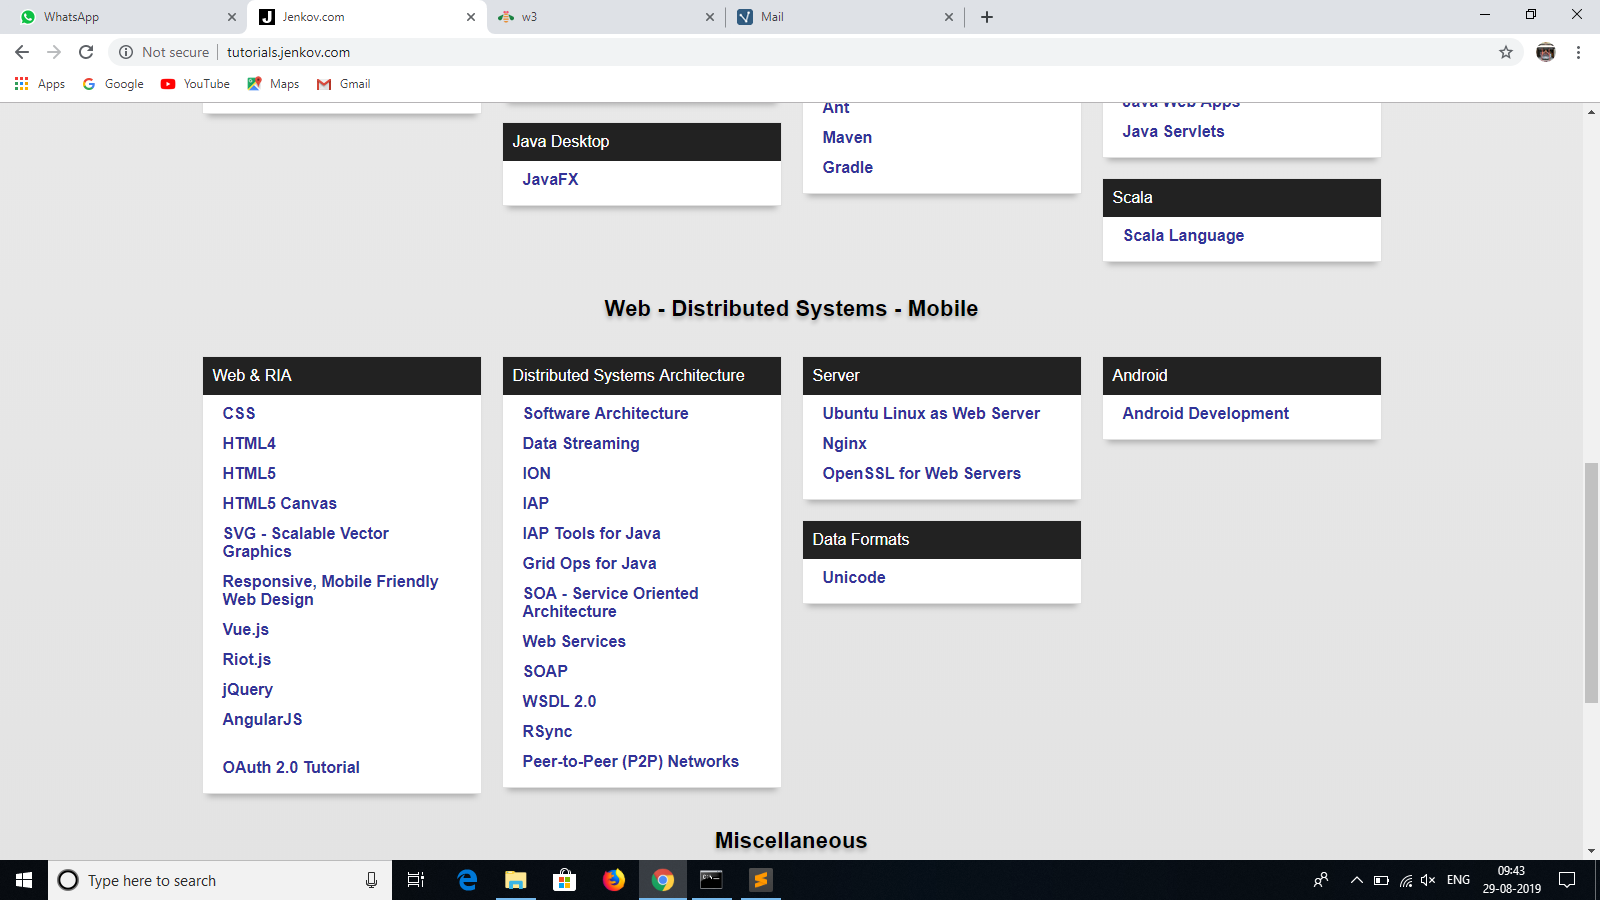 WhatsApp
Jenkov.com
w3
Mail
Not secure
tutorials.jenkov.com
Apps
Google
YouTube
Maps
Gmail
Java Desktop
JavaFX
Ant
Maven
Gradle
Java Web Apps
Java Servlets
Scala
Scala Language
Web - Distributed Systems - Mobile
Web & RIA
CSS
HTML4
HTML5
HTML5 Canvas
SVG - Scalable Vector
Graphics
Responsive, Mobile Friendly
Web Design
Vue.js
Riot.js
jQuery
AngularJS
OAuth 2.0 Tutorial
Distributed Systems Architecture
Software Architecture
Data Streaming
ION
IAP
IAP Tools for Java
Grid Ops for Java
SOA - Service Oriented
Architecture
Web Services
SOAP
WSDL 2.0
RSync
Peer-to-Peer (P2P) Networks
Server
Ubuntu Linux as Web Server
Nginx
OpenSSL for Web Servers
Data Formats
Unicode
Android
Android Development
Miscellaneous
Type here to search
ENG
09:43
29-08-2019